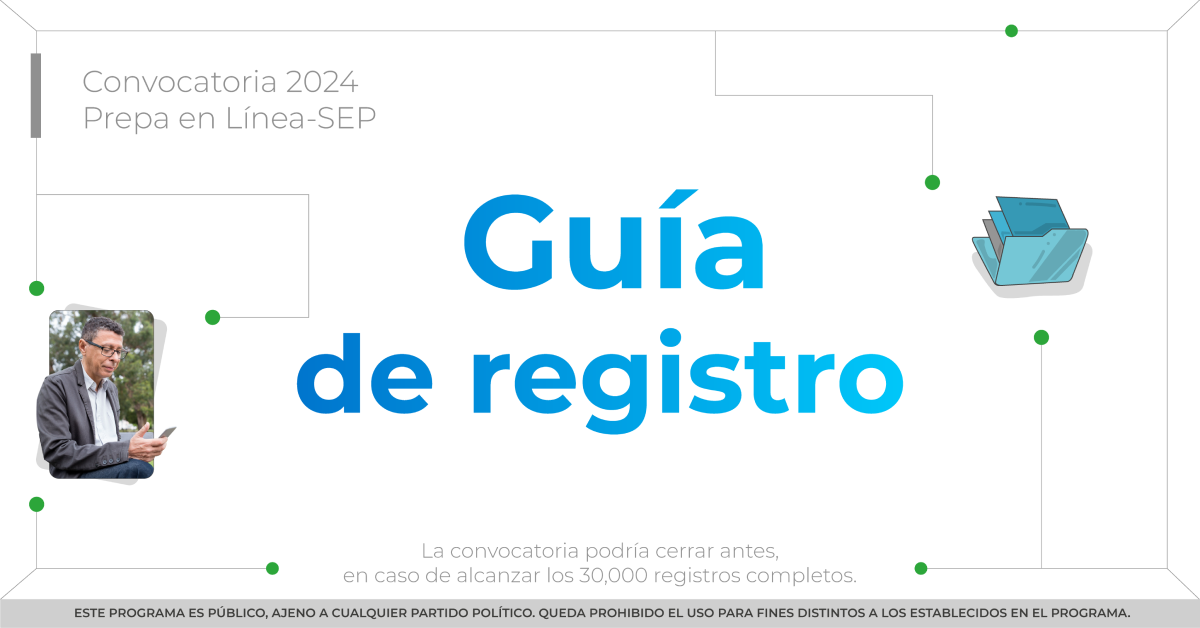 Convocatoria 2024
Prepa en Línea-SEP
Guía
de registro
La convocatoria podría cerrar antes,
en caso de alcanzar los 30,000 registros completos.
ESTE PROGRAMA ES PÚBLICO, AJENO A CUALQUIER PARTIDO POLÍTICO. QUEDA PROHIBIDO EL USO PARA FINES DISTINTOS A LOS ESTABLECIDOS EN EL PROGRAMA.